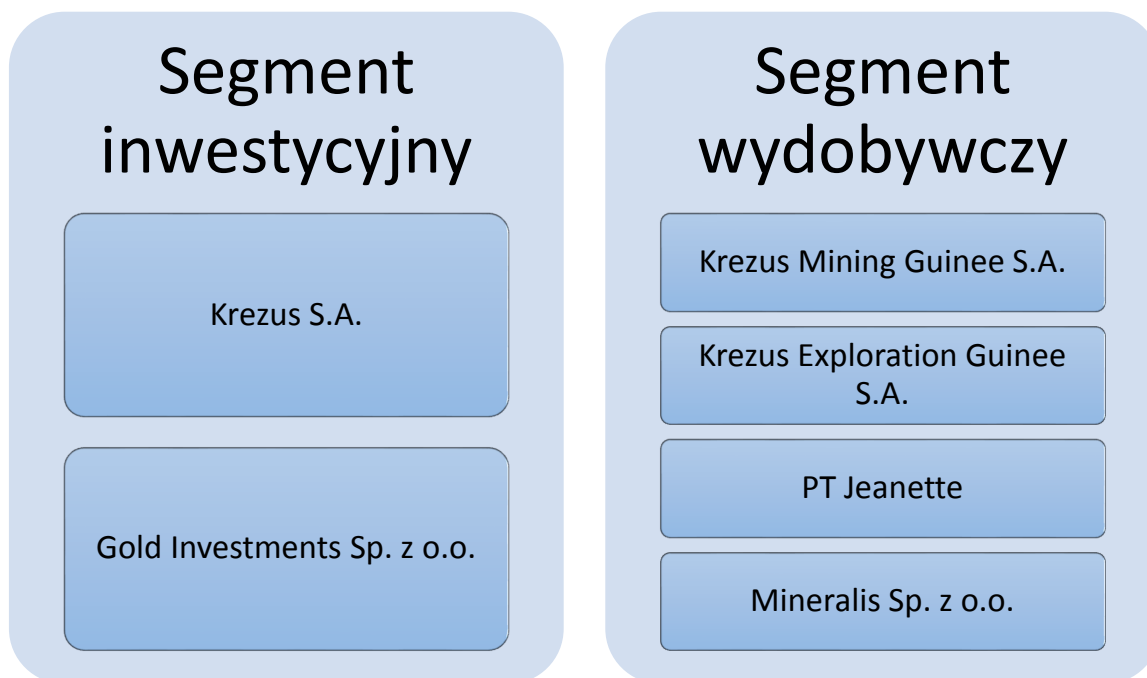 Segment
inwestycyjny
Krezus S.A.
Gold Investments Sp. z o.o.
Segment
wydobywczy
Krezus Mining Guinee S.A.
Krezus Exploration Guinee
S.A.
PT Jeanette
Mineralis Sp. z o.o.